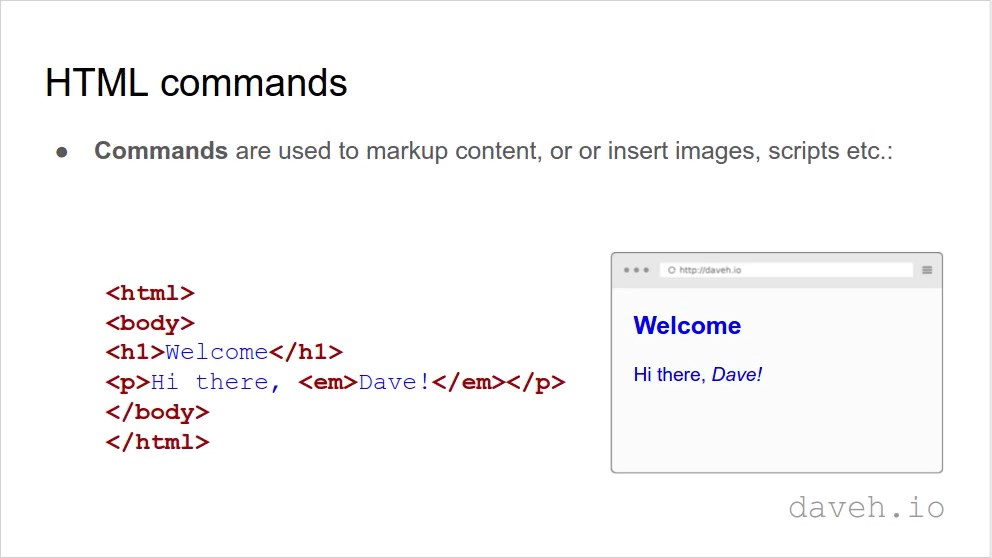 HTML commands
● Commands are used to markup content, or or insert images, scripts etc.:
<html>
<body>
<h1>Welcome</h1>
<p>Hi there, <em>Dave!</em></p>
</body>
</html>
http://daveh.io
Welcome
Hi there, Dave!
daveh.io